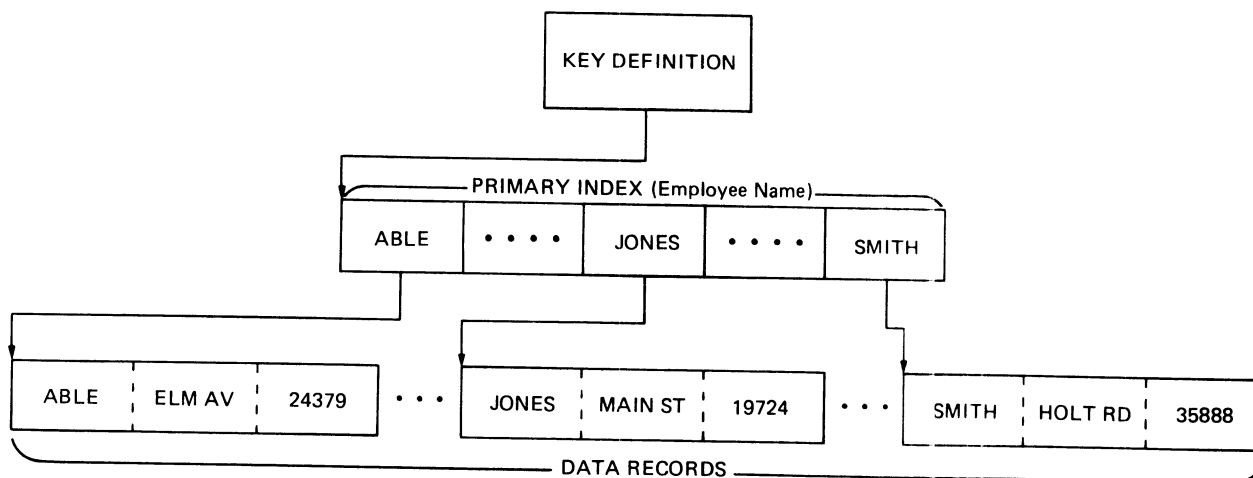 KEY DEFINITION
PRIMARY INDEX (Employee Name)
ABLE • • • • JONES • • • • SMITH
ABLE ELM AV 24379 • • • JONES MAIN ST 19724 • • • SMITH HOLT RD 35888
DATA RECORDS